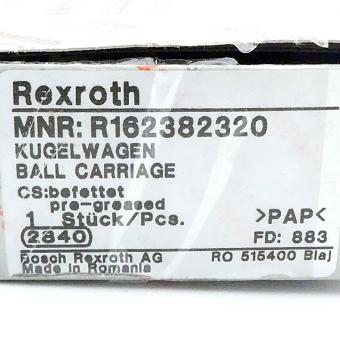 Rexroth
MNR: R162382320
KUGELWAGEN
BALL CARRIAGE
CS:befettet
pre-greased
1 Stück/Pcs. >PAP<
2840 FD: 883
Bosch Rexroth AG RO 515400 Blaj
Made in Romania